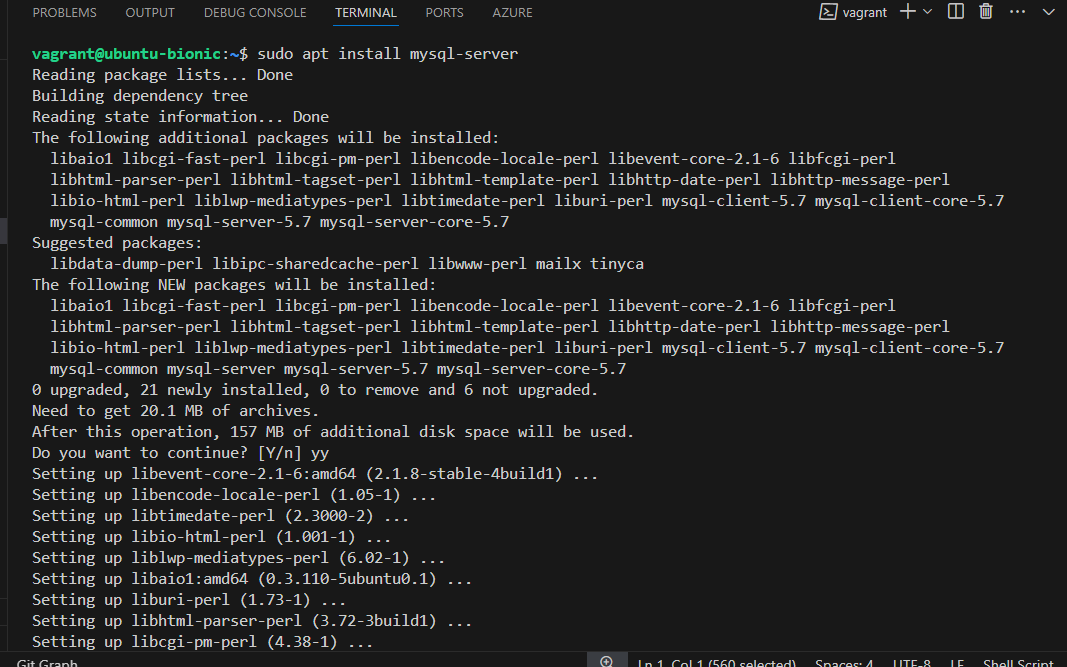 PROBLEMS OUTPUT DEBUG CONSOLE TERMINAL PORTS AZURE vagrant
vagrant@ubuntu-bionic:~$ sudo apt install mysql-server
Reading package lists... Done
Building dependency tree
Reading state information... Done
The following additional packages will be installed:
  libaio1 libcgi-fast-perl libcgi-pm-perl libencode-locale-perl libevent-core-2.1-6 libfcgi-perl
  libhtml-parser-perl libhtml-tagset-perl libhtml-template-perl libhttp-date-perl libhttp-message-perl
  libio-html-perl liblwp-mediatypes-perl libtimedate-perl liburi-perl mysql-client-5.7 mysql-client-core-5.7
  mysql-common mysql-server-5.7 mysql-server-core-5.7
Suggested packages:
  libdata-dump-perl libipc-sharedcache-perl libwww-perl mailx tinyca
The following NEW packages will be installed:
  libaio1 libcgi-fast-perl libcgi-pm-perl libencode-locale-perl libevent-core-2.1-6 libfcgi-perl
  libhtml-parser-perl libhtml-tagset-perl libhtml-template-perl libhttp-date-perl libhttp-message-perl
  libio-html-perl liblwp-mediatypes-perl libtimedate-perl liburi-perl mysql-client-5.7 mysql-client-core-5.7
  mysql-common mysql-server mysql-server-5.7 mysql-server-core-5.7
0 upgraded, 21 newly installed, 0 to remove and 6 not upgraded.
Need to get 20.1 MB of archives.
After this operation, 157 MB of additional disk space will be used.
Do you want to continue? [Y/n] yy
Setting up libevent-core-2.1-6:amd64 (2.1.8-stable-4build1) ...
Setting up libencode-locale-perl (1.05-1) ...
Setting up libtimedate-perl (2.3000-2) ...
Setting up libio-html-perl (1.001-1) ...
Setting up liblwp-mediatypes-perl (6.02-1) ...
Setting up libaio1:amd64 (0.3.110-5ubuntu0.1) ...
Setting up liburi-perl (1.73-1) ...
Setting up libhtml-parser-perl (3.72-3build1) ...
Setting up libcgi-pm-perl (4.38-1) ...
Git Graph Ln 1, Col 1 (560 selected) Spaces: 4 UTF-8 LF Shell Script